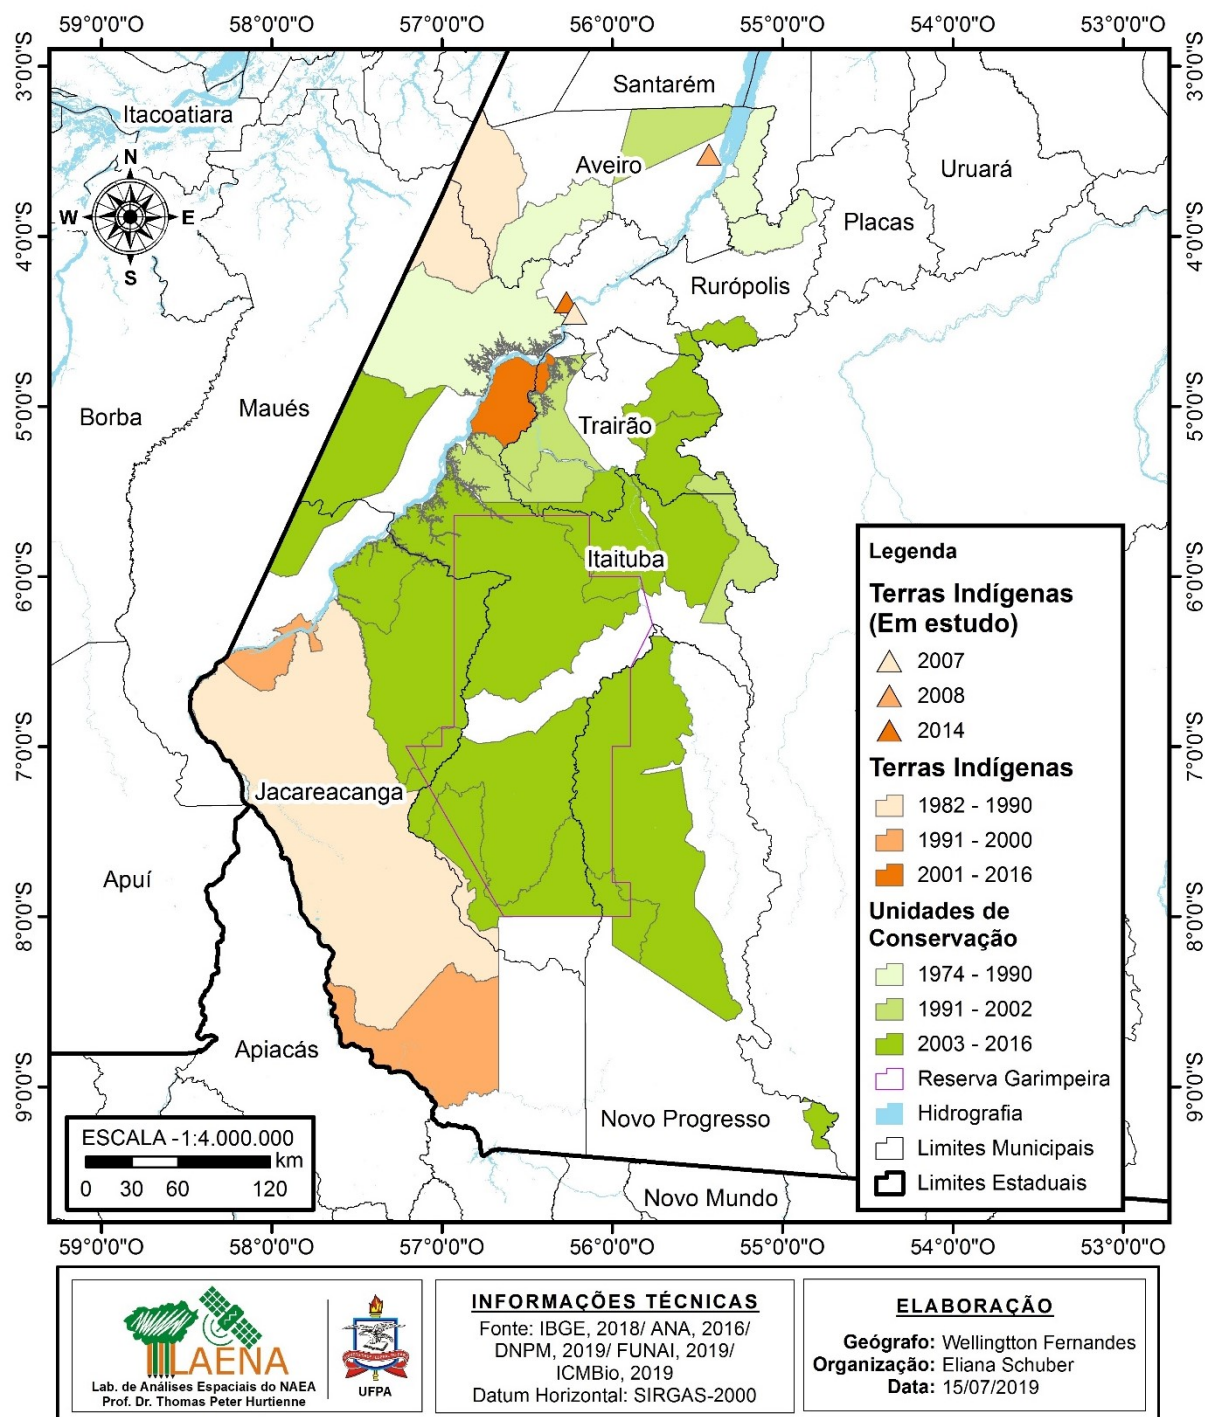 59°0'0"O 58°0'0"O 57°0'0"O 56°0'0"O 55°0'0"O 54°0'0"O 53°0'0"O
3°0'0"S
4°0'0"S
5°0'0"S
6°0'0"S
7°0'0"S
8°0'0"S
9°0'0"S
3°0'0"S
4°0'0"S
5°0'0"S
6°0'0"S
7°0'0"S
8°0'0"S
9°0'0"S
Santarém
Itacoatiara
Aveiro
Uruará
N
W E
S
Placas
Rurópolis
Borba
Maués
Trairão
Itaituba
Jacareacanga
Apuí
Apiacás
Novo Progresso
Novo Mundo
Legenda
Terras Indígenas
(Em estudo)
2007
2008
2014
Terras Indígenas
1982 - 1990
1991 - 2000
2001 - 2016
Unidades de
Conservação
1974 - 1990
1991 - 2002
2003 - 2016
Reserva Garimpeira
Hidrografia
Limites Municipais
Limites Estaduais
ESCALA -1:4.000.000
km
0 30 60 120
59°0'0"O 58°0'0"O 57°0'0"O 56°0'0"O 55°0'0"O 54°0'0"O 53°0'0"O
LAENA
Lab. de Análises Espaciais do NAEA
Prof. Dr. Thomas Peter Hurtienne
UFPA
INFORMAÇÕES TÉCNICAS
Fonte: IBGE, 2018/ ANA, 2016/
DNPM, 2019/ FUNAI, 2019/
ICMBio, 2019
Datum Horizontal: SIRGAS-2000
ELABORAÇÃO
Geógrafo: Wellingtton Fernandes
Organização: Eliana Schuber
Data: 15/07/2019